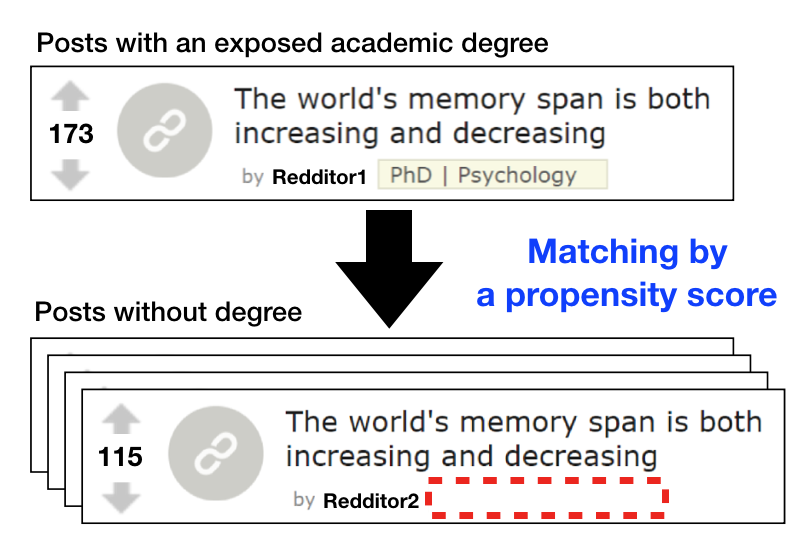 Posts with an exposed academic degree
The world's memory span is both
173
increasing and decreasing
by Redditor1 PhD | Psychology
Matching by
a propensity score
Posts without degree
The world's memory span is both
115
increasing and decreasing
by Redditor2